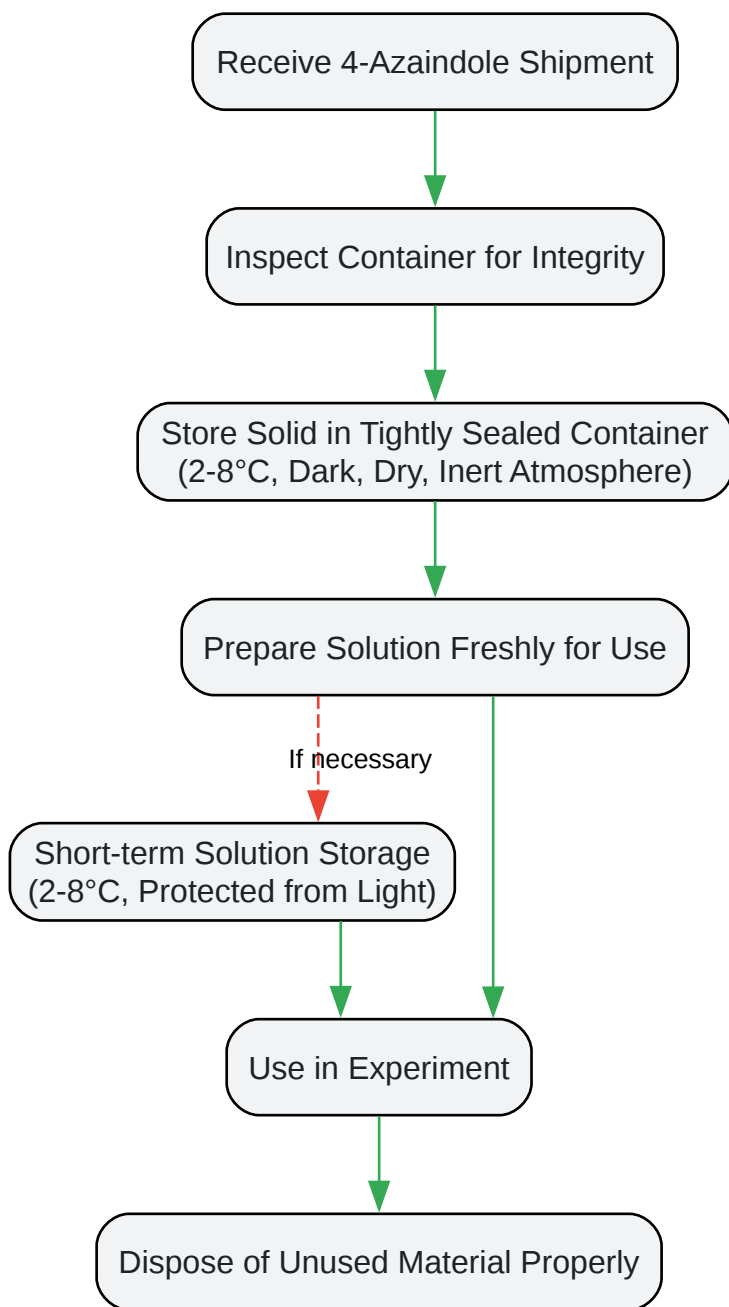 Receive 4-Azaindole Shipment
Inspect Container for Integrity
Store Solid in Tightly Sealed Container
(2-8°C, Dark, Dry, Inert Atmosphere)
Prepare Solution Freshly for Use
If necessary
Short-term Solution Storage
(2-8°C, Protected from Light)
Use in Experiment
Dispose of Unused Material Properly